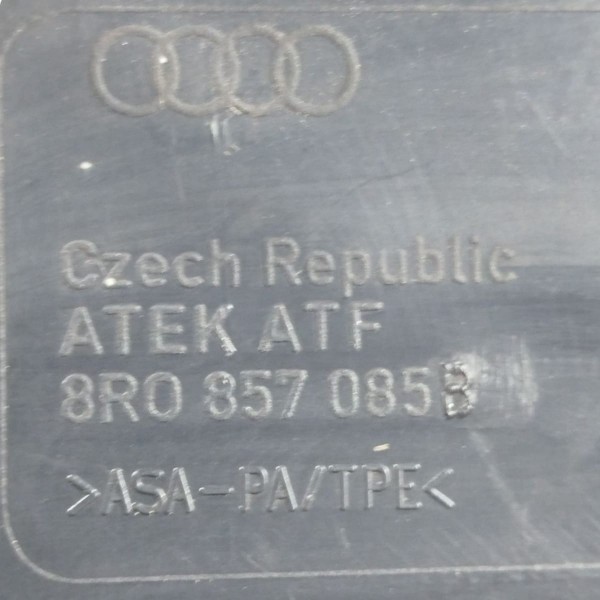 Czech Republic
ATEK ATF
8R0 857 085 B
>ASA-PA/TPE<